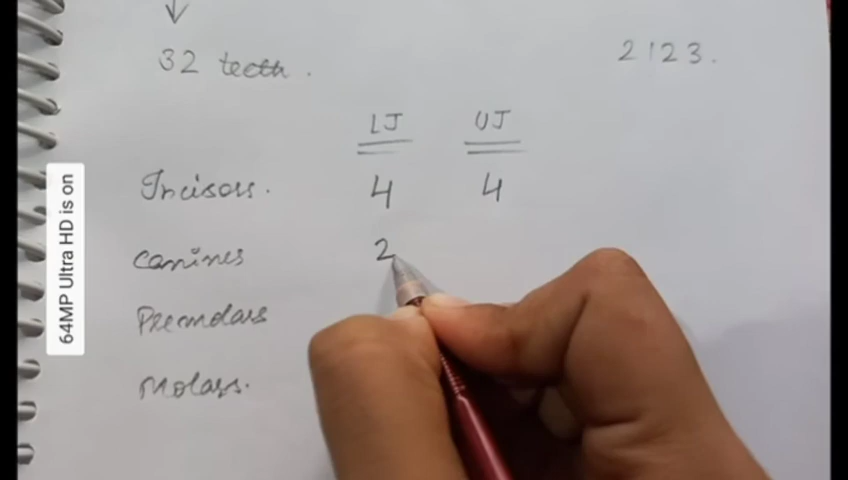 32 teeth.
2123.
LJ UJ
Incisors. 4 4
Canines 2
Premolars
Molars.
64MP Ultra HD is on